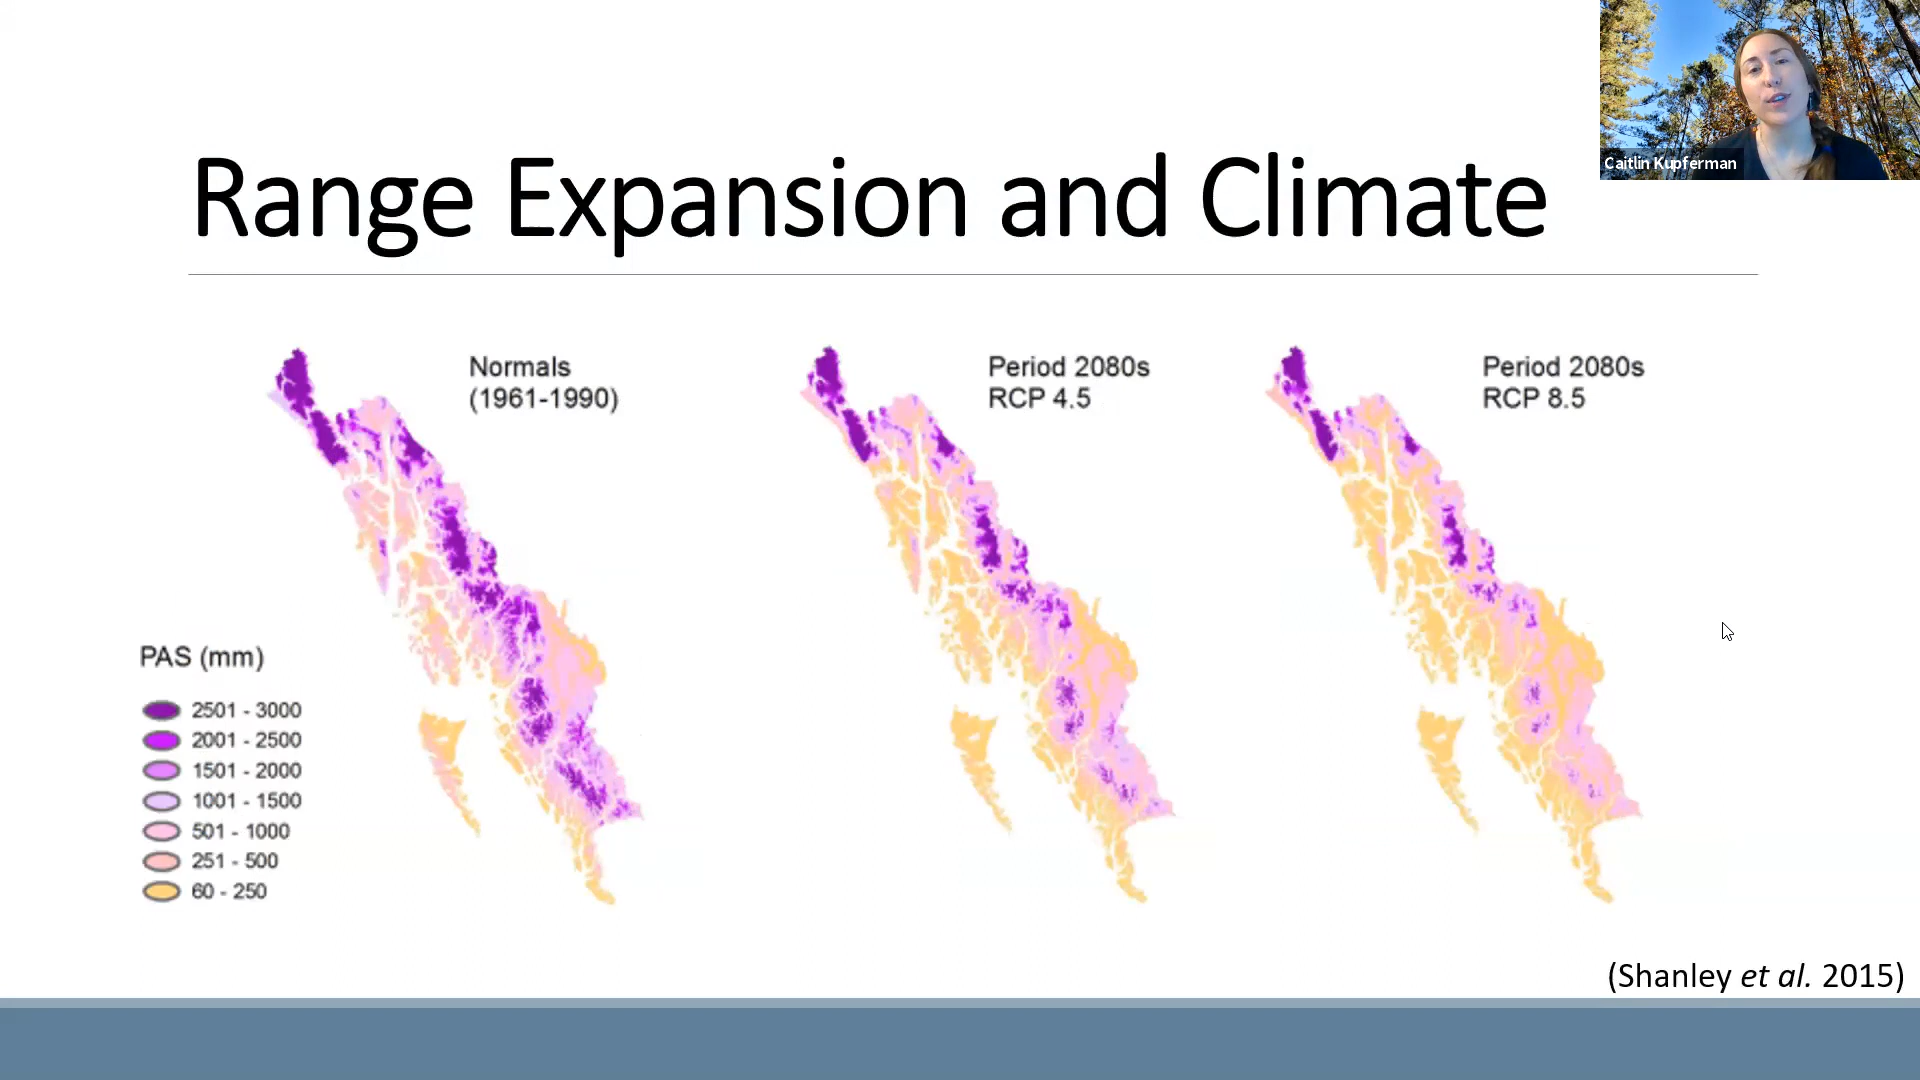 Caitlin Kupferman
Range Expansion and Climate
Normals
(1961-1990)
Period 2080s
RCP 4.5
Period 2080s
RCP 8.5
PAS (mm)
2501 - 3000
2001 - 2500
1501 - 2000
1001 - 1500
501 - 1000
251 - 500
60 - 250
(Shanley et al. 2015)